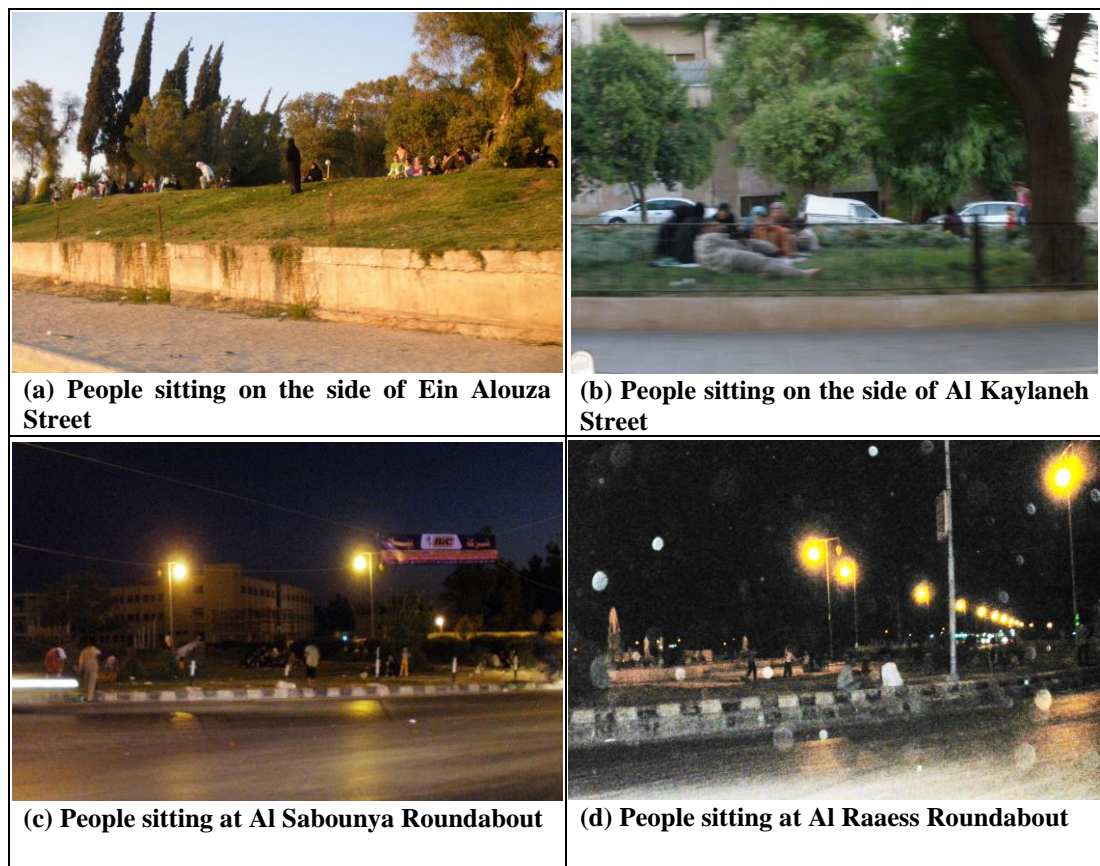 (a) People sitting on the side of Ein Alouza
Street
(b) People sitting on the side of Al Kaylaneh
Street
BiC
(c) People sitting at Al Sabounya Roundabout
(d) People sitting at Al Raaess Roundabout